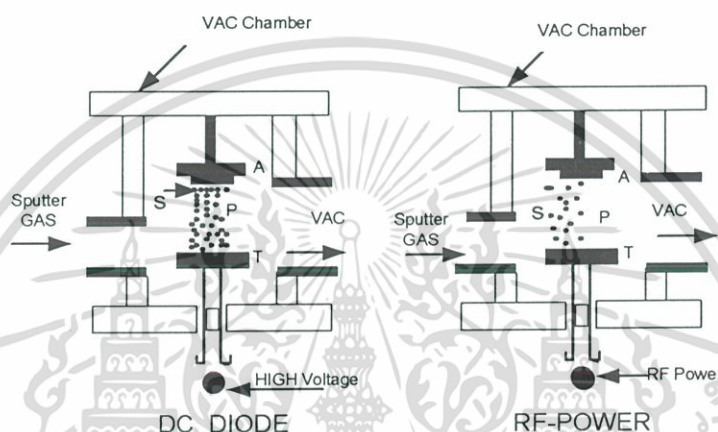 VAC Chamber
A
S
P
Sputter
GAS
VAC
T
HIGH Voltage
DC DIODE
VAC Chamber
A
S
P
Sputter
GAS
VAC
T
RF Powe
RF-POWER